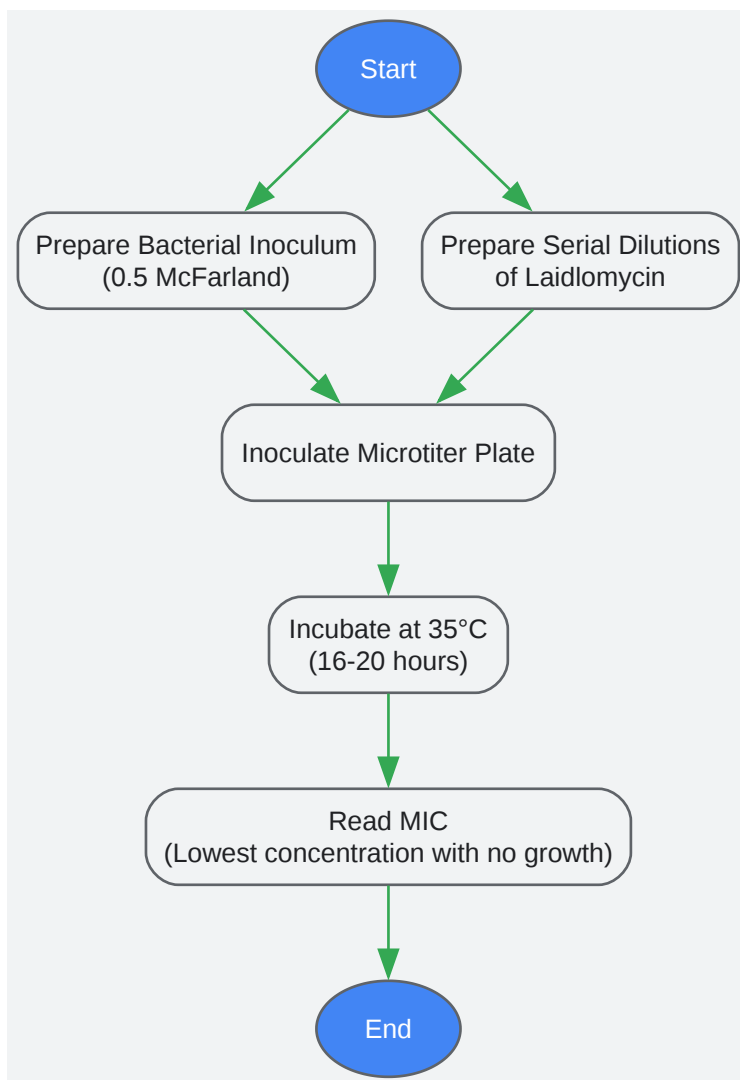 Start
Prepare Bacterial Inoculum
(0.5 McFarland)
Prepare Serial Dilutions
of Laidlomycin
Inoculate Microtiter Plate
Incubate at 35°C
(16-20 hours)
Read MIC
(Lowest concentration with no growth)
End